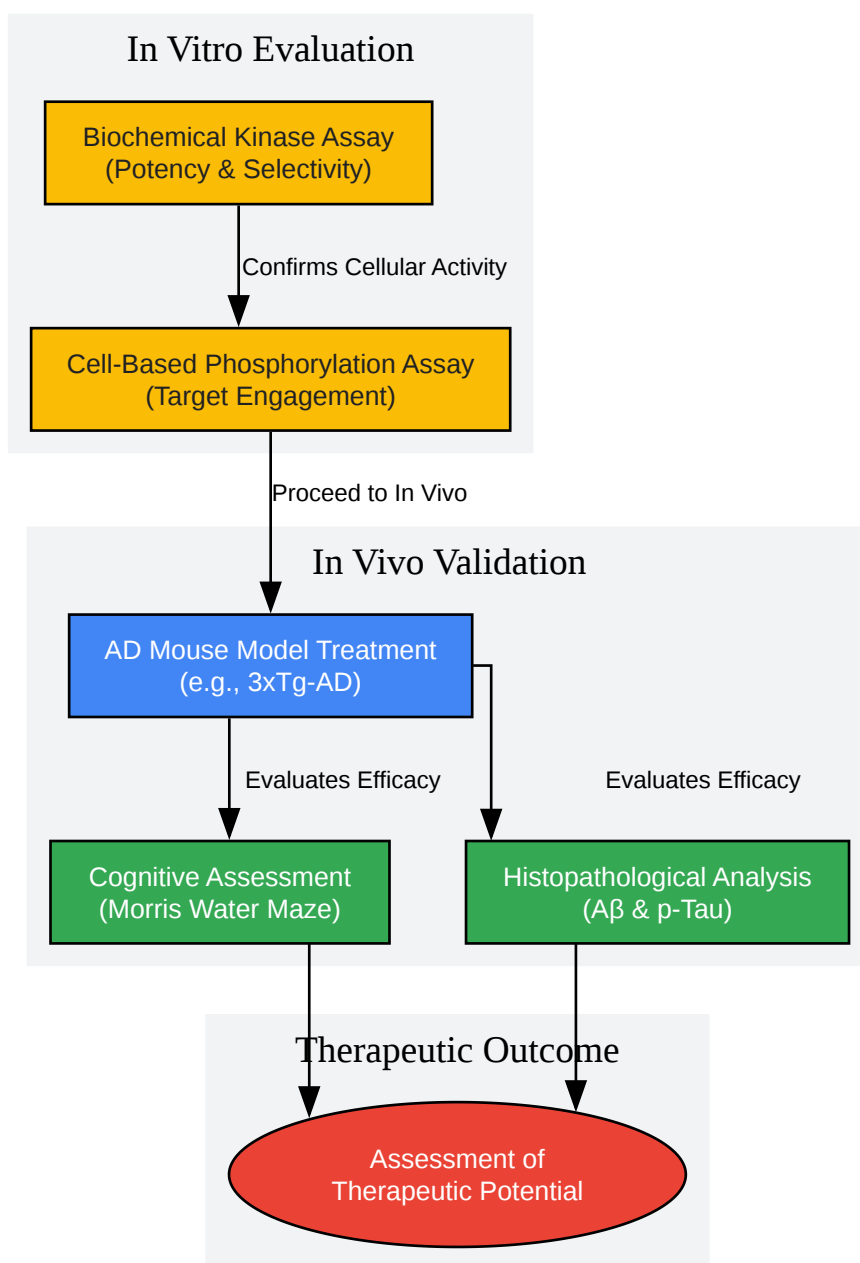 In Vitro Evaluation
Biochemical Kinase Assay
(Potency & Selectivity)
Confirms Cellular Activity
Cell-Based Phosphorylation Assay
(Target Engagement)
Proceed to In Vivo
In Vivo Validation
AD Mouse Model Treatment
(e.g., 3xTg-AD)
Evaluates Efficacy
Evaluates Efficacy
Cognitive Assessment
(Morris Water Maze)
Histopathological Analysis
(Aβ & p-Tau)
Therapeutic Outcome
Assessment of
Therapeutic Potential